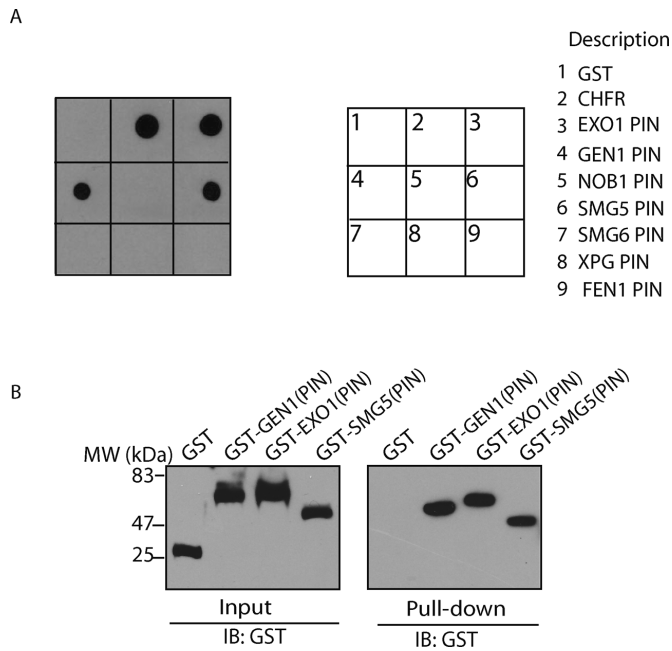 A
Description
1 GST
2 CHFR
3 EXO1 PIN
4 GEN1 PIN
5 NOB1 PIN
6 SMG5 PIN
7 SMG6 PIN
8 XPG PIN
9 FEN1 PIN
1 2 3
4 5 6
7 8 9
B
MW (kDa)
83
47
25
GST
GST-GEN1(PIN)
GST-EXO1(PIN)
GST-SMG5(PIN)
GST
GST-GEN1(PIN)
GST-EXO1(PIN)
GST-SMG5(PIN)
Input
IB: GST
Pull-down
IB: GST